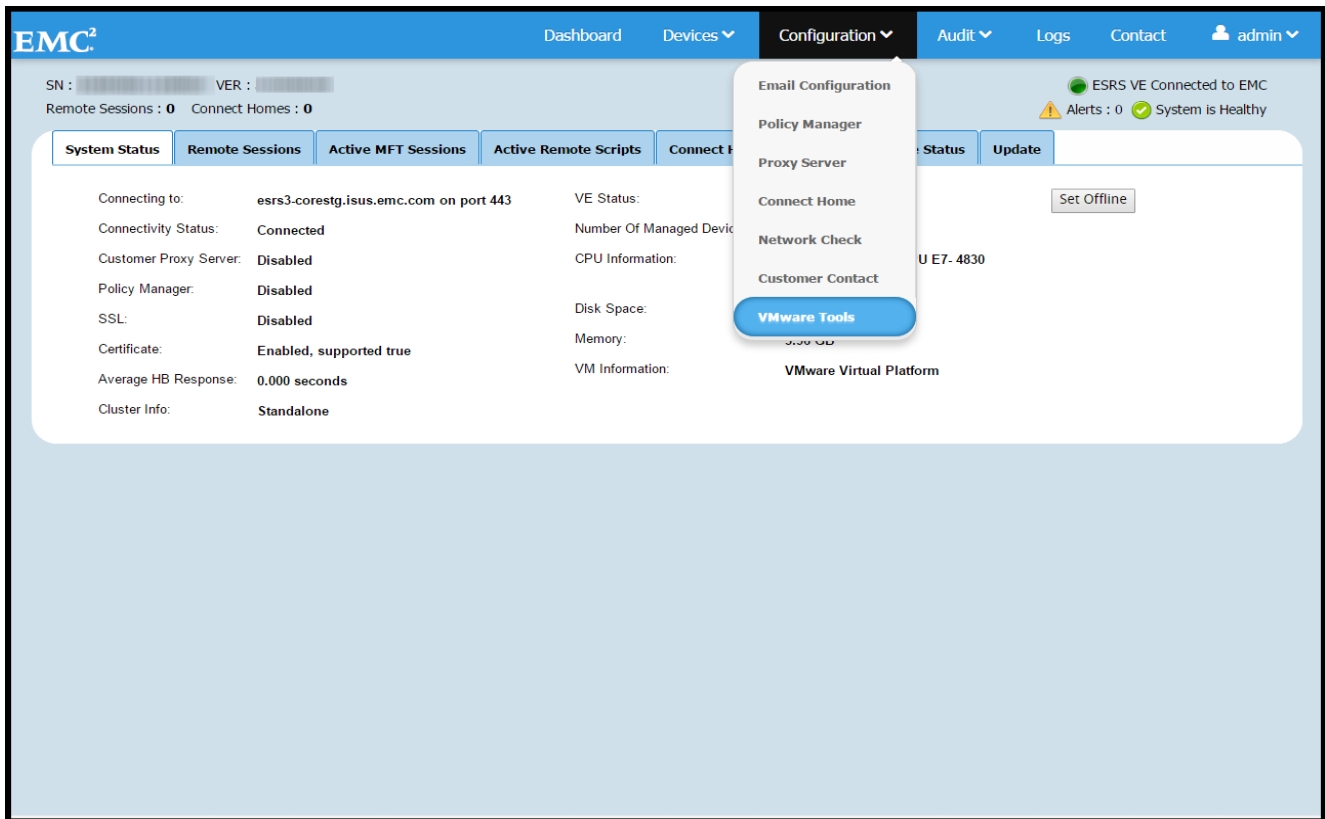 EMC²
Dashboard Devices Configuration Audit Logs Contact admin
SN : VER :
Remote Sessions : 0 Connect Homes : 0
ESRS VE Connected to EMC
Alerts : 0 System is Healthy
Email Configuration
Policy Manager
Proxy Server
Connect Home
Network Check
Customer Contact
VMware Tools
System Status Remote Sessions Active MFT Sessions Active Remote Scripts Connect Status Update
Connecting to: esrs3-corestg.isus.emc.com on port 443
Connectivity Status: Connected
Customer Proxy Server: Disabled
Policy Manager: Disabled
SSL: Disabled
Certificate: Enabled, supported true
Average HB Response: 0.000 seconds
Cluster Info: Standalone
VE Status:
Number Of Managed
CPU Information: E7- 4830
Disk Space:
Memory: GB
VM Information: VMware Virtual Platform
Set Offline